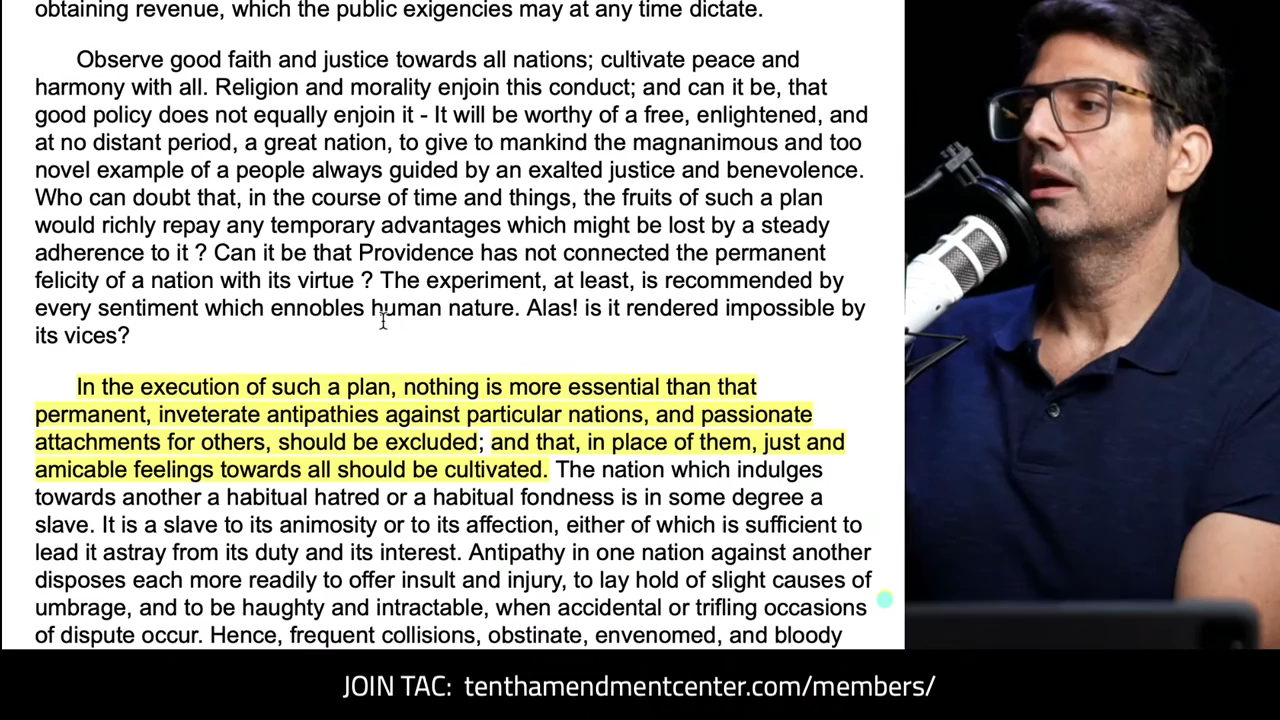 obtaining revenue, which the public exigencies may at any time dictate.
Observe good faith and justice towards all nations; cultivate peace and
harmony with all. Religion and morality enjoin this conduct; and can it be, that
good policy does not equally enjoin it - It will be worthy of a free, enlightened, and
at no distant period, a great nation, to give to mankind the magnanimous and too
novel example of a people always guided by an exalted justice and benevolence.
Who can doubt that, in the course of time and things, the fruits of such a plan
would richly repay any temporary advantages which might be lost by a steady
adherence to it ? Can it be that Providence has not connected the permanent
felicity of a nation with its virtue ? The experiment, at least, is recommended by
every sentiment which ennobles human nature. Alas! is it rendered impossible by
its vices?
In the execution of such a plan, nothing is more essential than that
permanent, inveterate antipathies against particular nations, and passionate
attachments for others, should be excluded; and that, in place of them, just and
amicable feelings towards all should be cultivated. The nation which indulges
towards another a habitual hatred or a habitual fondness is in some degree a
slave. It is a slave to its animosity or to its affection, either of which is sufficient to
lead it astray from its duty and its interest. Antipathy in one nation against another
disposes each more readily to offer insult and injury, to lay hold of slight causes of
umbrage, and to be haughty and intractable, when accidental or trifling occasions
of dispute occur. Hence, frequent collisions, obstinate, envenomed, and bloody
JOIN TAC: tenthamendmentcenter.com/members/